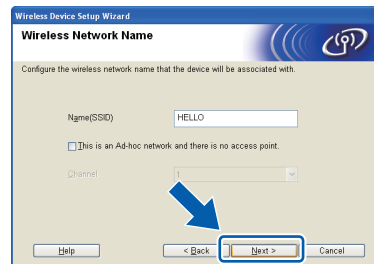 Wireless Device Setup Wizard
Wireless Network Name
Configure the wireless network name that the device will be associated with.
Name(SSID) HELLO
This is an Ad-hoc network and there is no access point.
Channel 1
Help < Back Next > Cancel